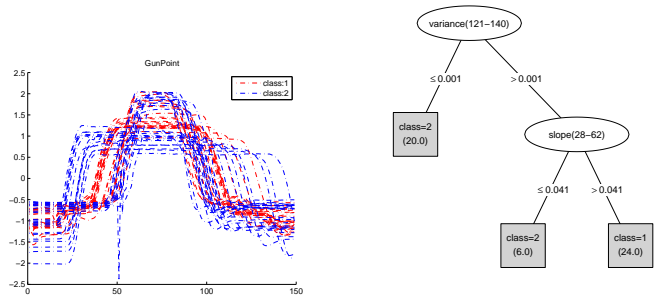 GunPoint
class:1
class:2
2.5
2
1.5
1
0.5
0
−0.5
−1
−1.5
−2
−2.5
0
50
100
150
variance(121−140)
≤ 0.001
> 0.001
class=2
(20.0)
slope(28−62)
≤ 0.041
> 0.041
class=2
(6.0)
class=1
(24.0)